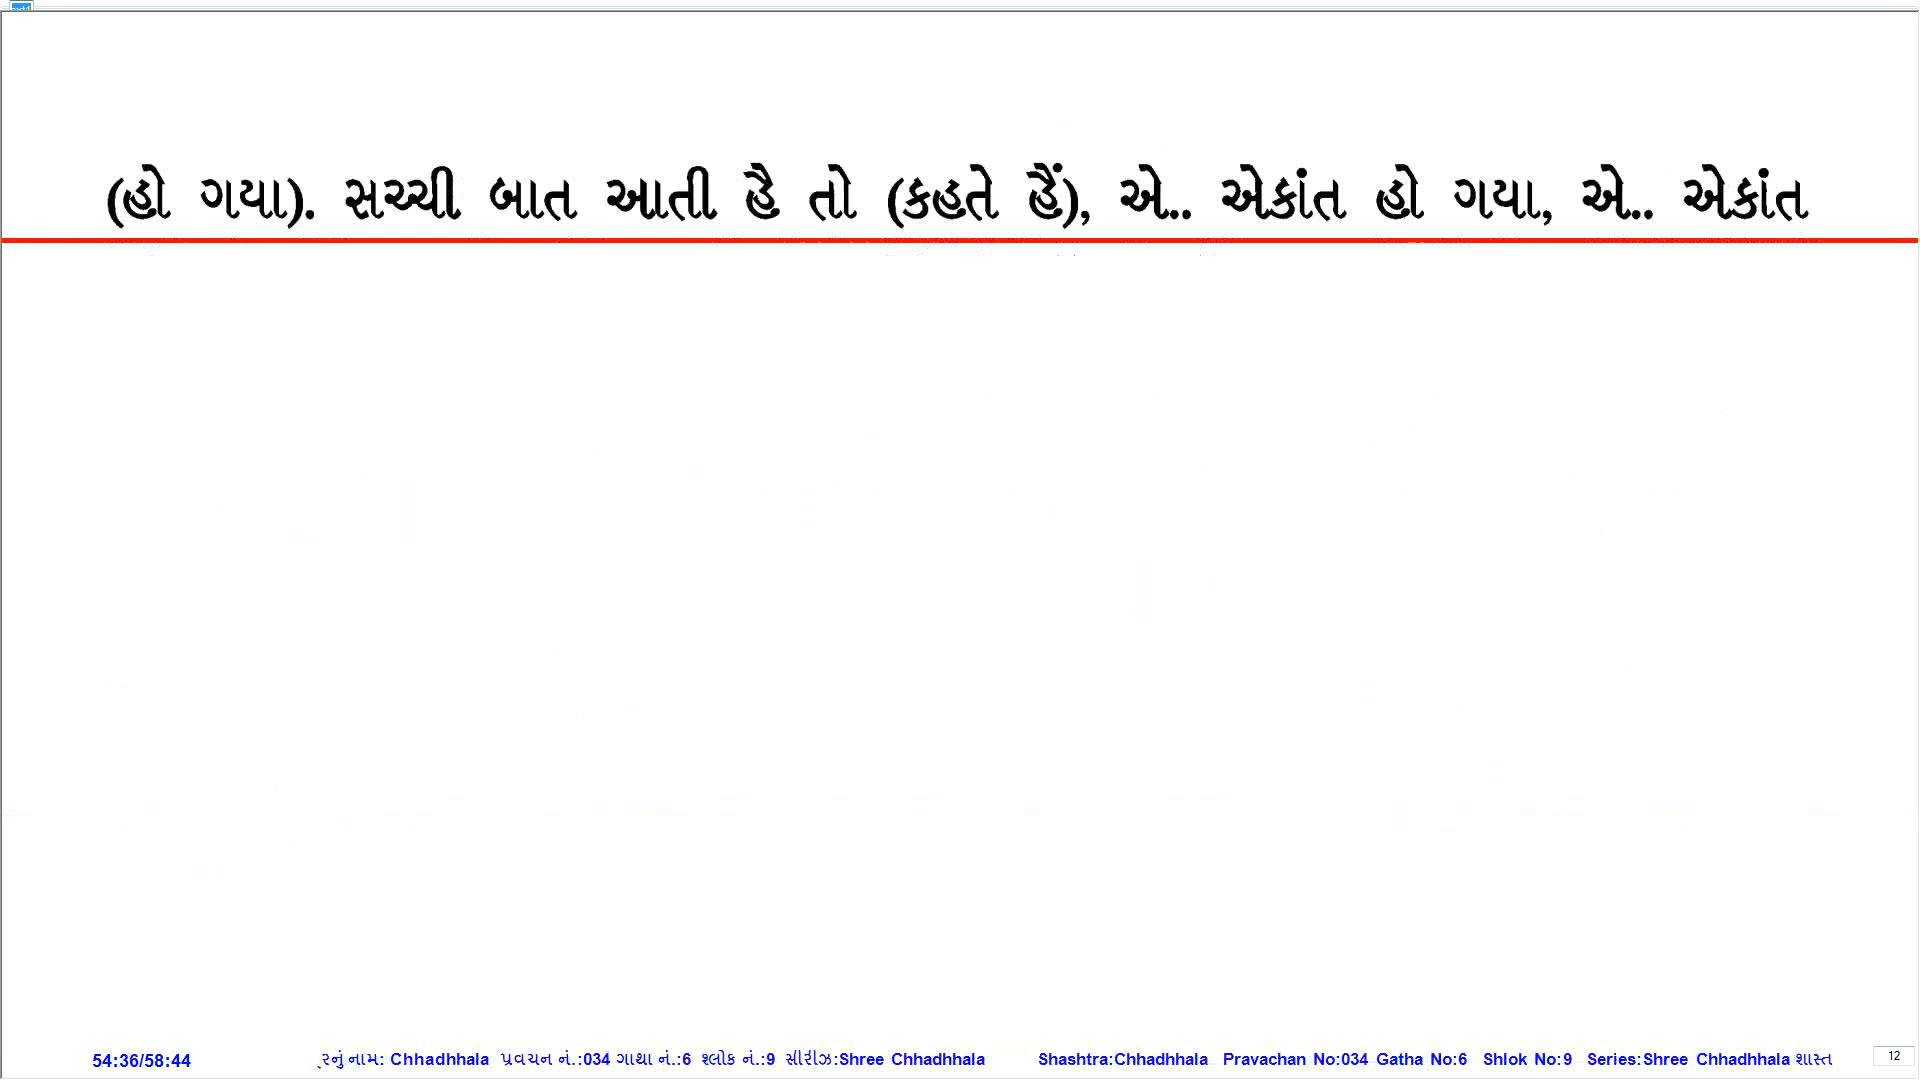 (હો ગયા). સચ્ચી બાત આતી હૈ તો (કહતે હૈં), એ.. એકાંત હો ગયા, એ.. એકાંત
54:36/58:44 રનું નામ: Chhadhhala પ્રવચન નં.:034 ગાથા નં.:6 શ્લોક નં.:9 સીરીઝ:Shree Chhadhhala Shashtra:Chhadhhala Pravachan No:034 Gatha No:6 Shlok No:9 Series:Shree Chhadhhala શાસ્ત 12